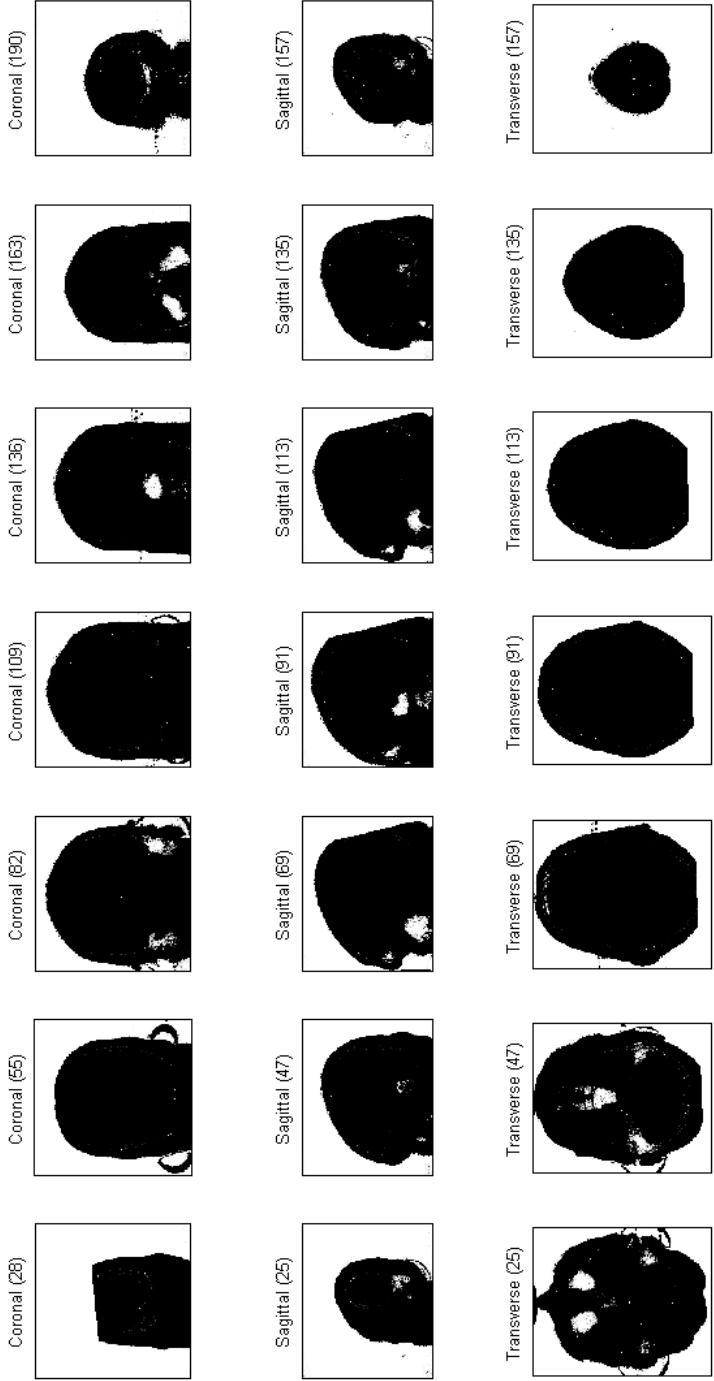 Coronal (28)
Coronal (55)
Coronal (82)
Coronal (109)
Coronal (136)
Coronal (163)
Coronal (190)
Sagittal (25)
Sagittal (47)
Sagittal (69)
Sagittal (91)
Sagittal (113)
Sagittal (135)
Sagittal (157)
Transverse (25)
Transverse (47)
Transverse (69)
Transverse (91)
Transverse (113)
Transverse (135)
Transverse (157)